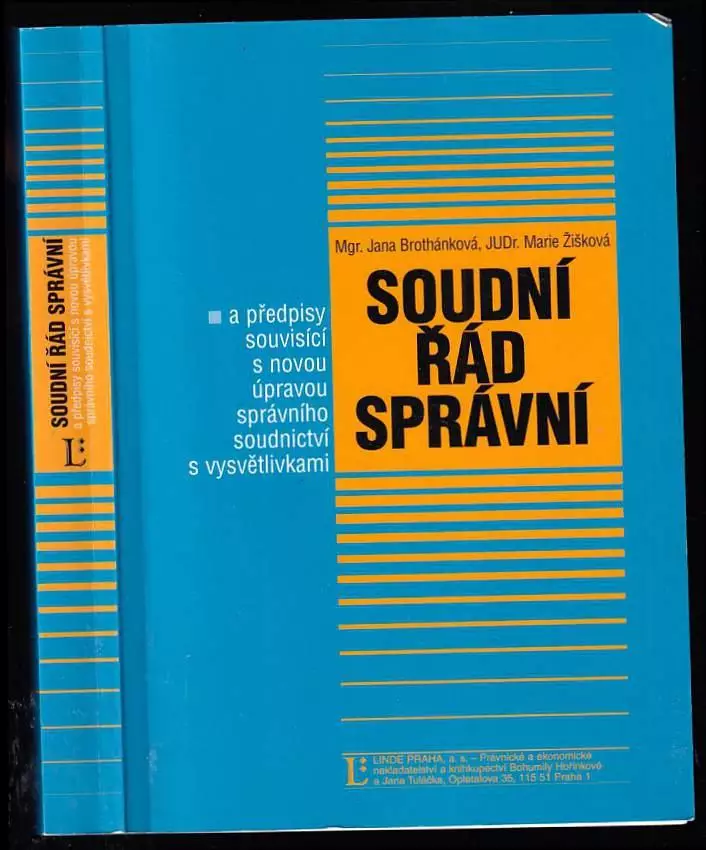 SOUDNÍ ŘÁD SPRÁVNÍ
a předpisy souvisící s novou úpravou
správního soudnictví s vysvětlivkami
L
Mgr. Jana Brothánková, JUDr. Marie Žišková
SOUDNÍ
ŘÁD
SPRÁVNÍ
a předpisy
souvisící
s novou
úpravou
správního
soudnictví
s vysvětlivkami
L
LINDE PRAHA, a. s. – Právnické a ekonomické
nakladatelství a knihkupectví Bohumily Hořínkové
a Jana Tuláčka, Opletalova 35, 115 51 Praha 1